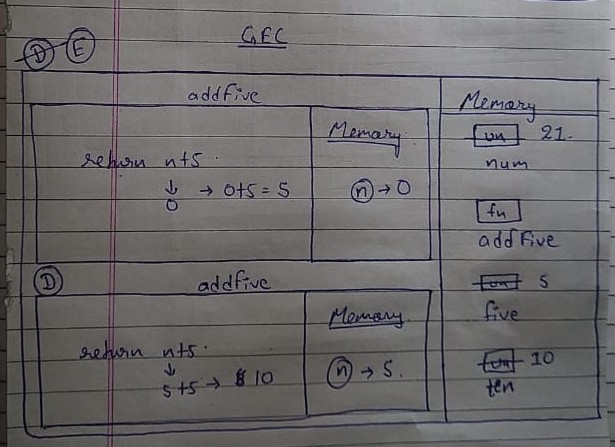 GEC
D E
addfive
return n+5.
↓
0 → 0+5 = 5
Memory
n → 0
D
addfive
return n+5.
↓
5+5 → 10
Memory
n → 5.
Memory
un 21.
num
fn
addFive
un 5
five
un 10
ten